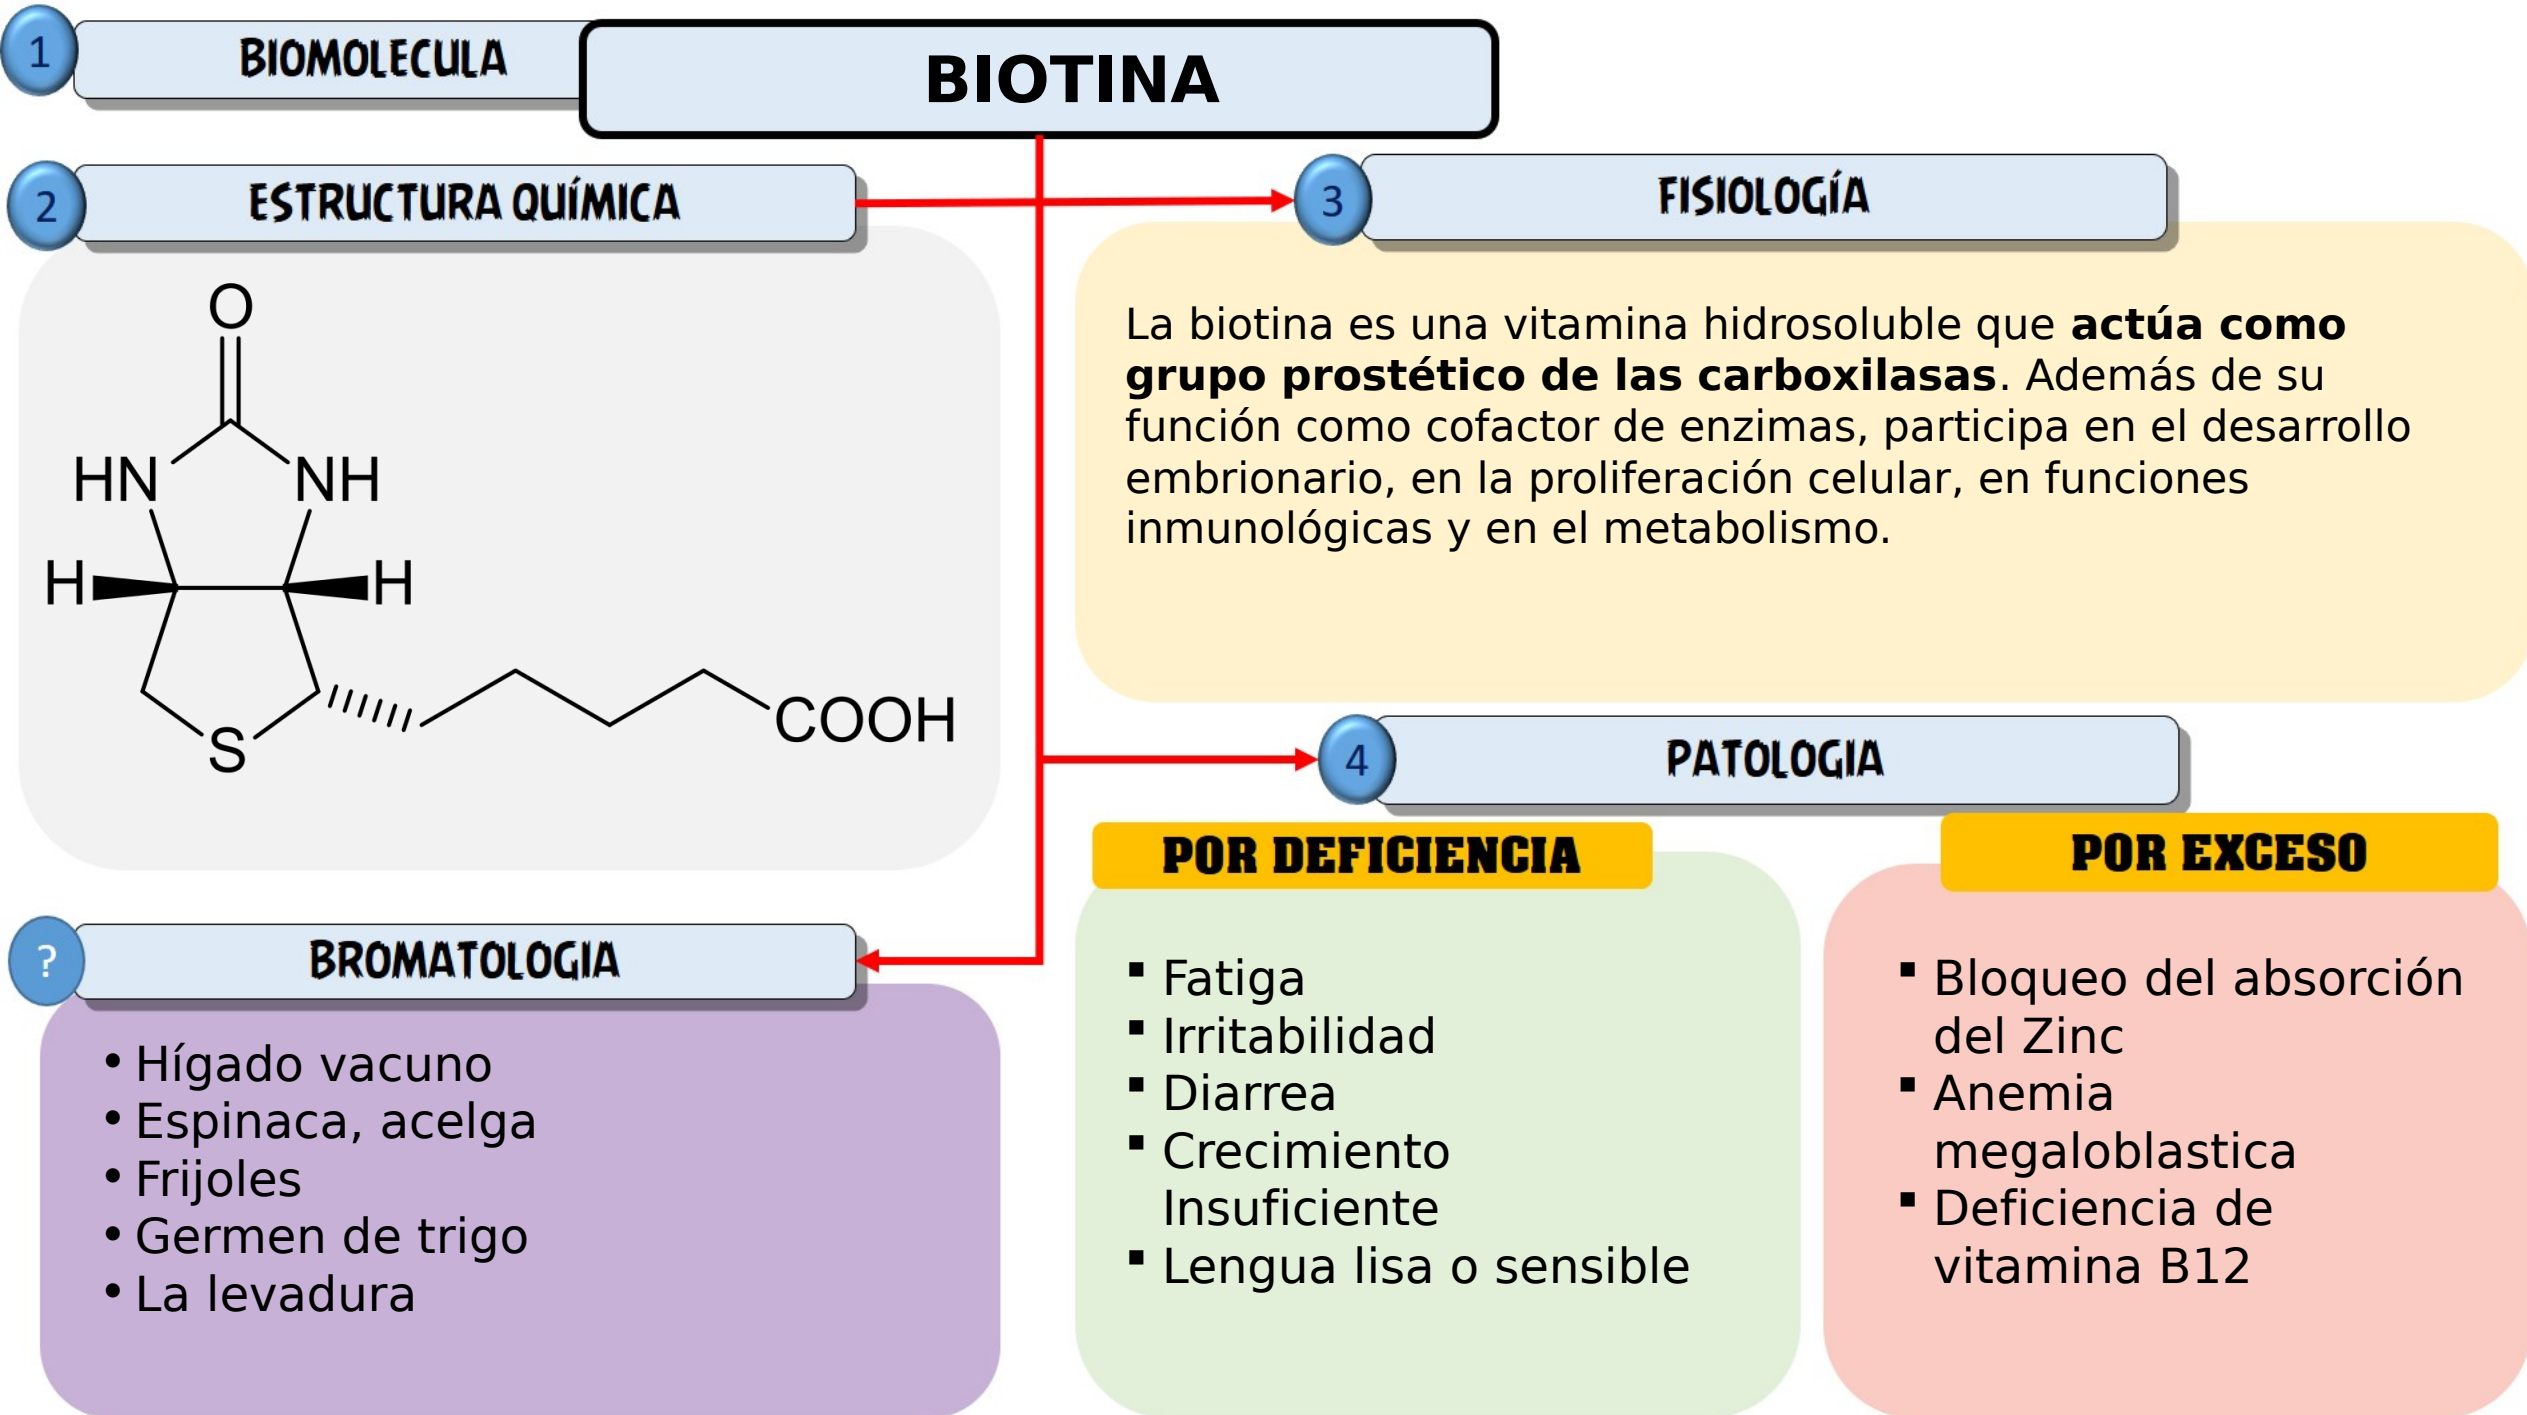 1
BIOMOLECULA
BIOTINA
2
ESTRUCTURA QUÍMICA
O
HN
NH
H
H
S
COOH
3
FISIOLOGÍA
La biotina es una vitamina hidrosoluble que actúa como
grupo prostético de las carboxilasas. Además de su
función como cofactor de enzimas, participa en el desarrollo
embrionario, en la proliferación celular, en funciones
inmunológicas y en el metabolismo.
4
PATOLOGIA
POR DEFICIENCIA
▪ Fatiga
▪ Irritabilidad
▪ Diarrea
▪ Crecimiento
Insuficiente
▪ Lengua lisa o sensible
POR EXCESO
▪ Bloqueo del absorción
del Zinc
▪ Anemia
megaloblastica
▪ Deficiencia de
vitamina B12
?
BROMATOLOGIA
• Hígado vacuno
• Espinaca, acelga
• Frijoles
• Germen de trigo
• La levadura